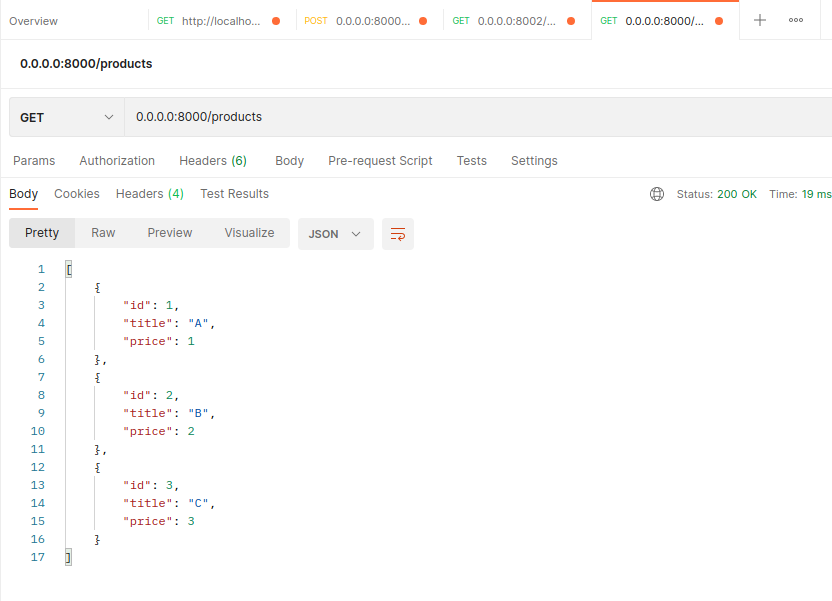 Overview GET http://localho... POST 0.0.0.0:8000... GET 0.0.0.0:8002/... GET 0.0.0.0:8000/...
0.0.0.0:8000/products
GET 0.0.0.0:8000/products
Params Authorization Headers (6) Body Pre-request Script Tests Settings
Body Cookies Headers (4) Test Results Status: 200 OK Time: 19 ms
Pretty Raw Preview Visualize JSON
1 [
2 {
3 "id": 1,
4 "title": "A",
5 "price": 1
6 },
7 {
8 "id": 2,
9 "title": "B",
10 "price": 2
11 },
12 {
13 "id": 3,
14 "title": "C",
15 "price": 3
16 }
17 ]